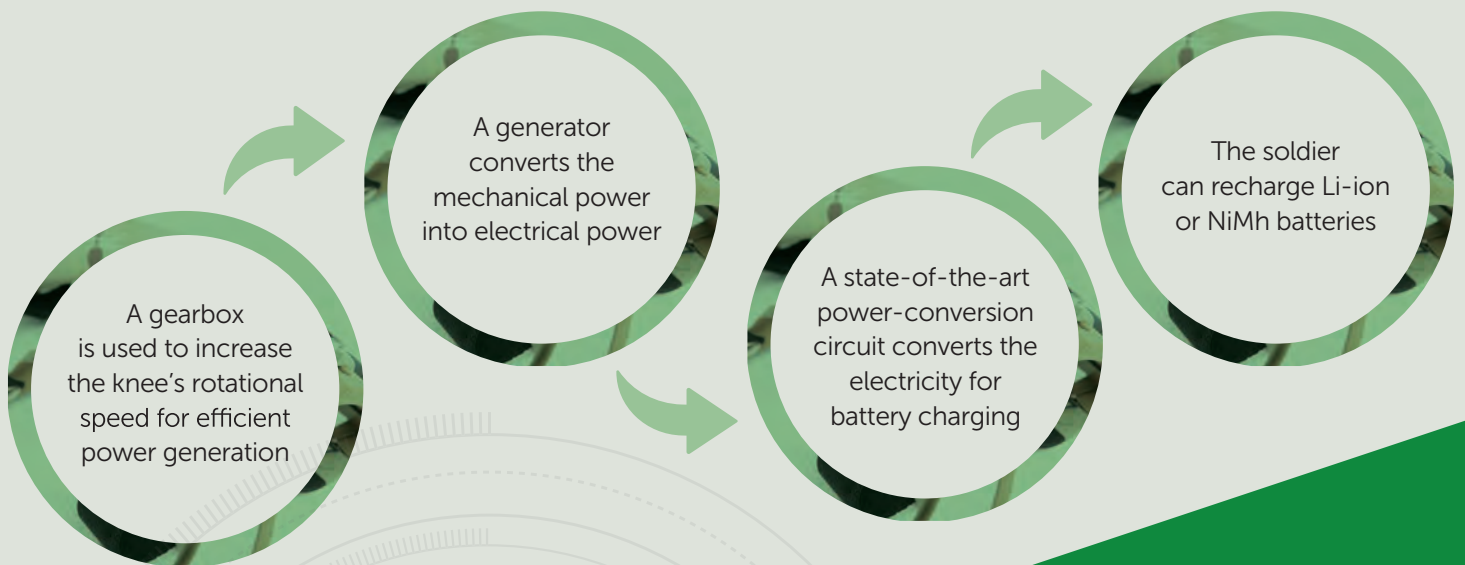 A gearbox
is used to increase
the knee's rotational
speed for efficient
power generation
A generator
converts the
mechanical power
into electrical power
A state-of-the-art
power-conversion
circuit converts the
electricity for
battery charging
The soldier
can recharge Li-ion
or NiMh batteries